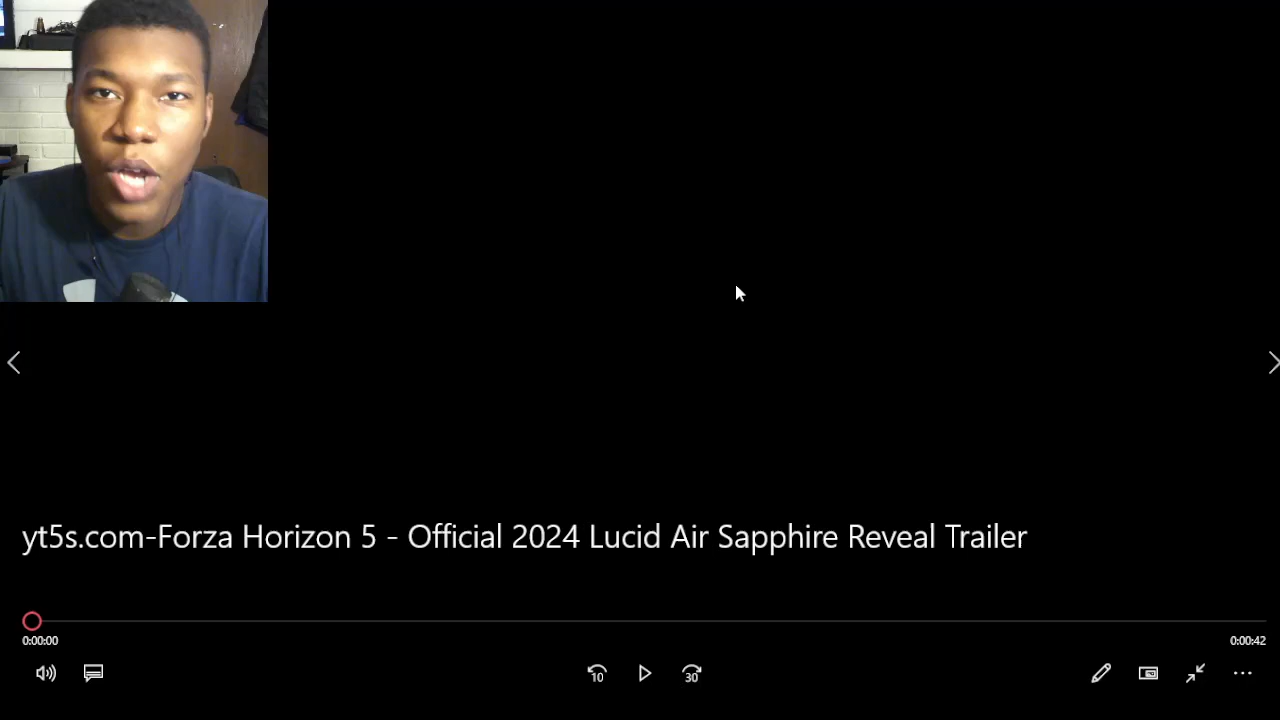 yt5s.com-Forza Horizon 5 - Official 2024 Lucid Air Sapphire Reveal Trailer
0:00:00
0:00:42
10
30